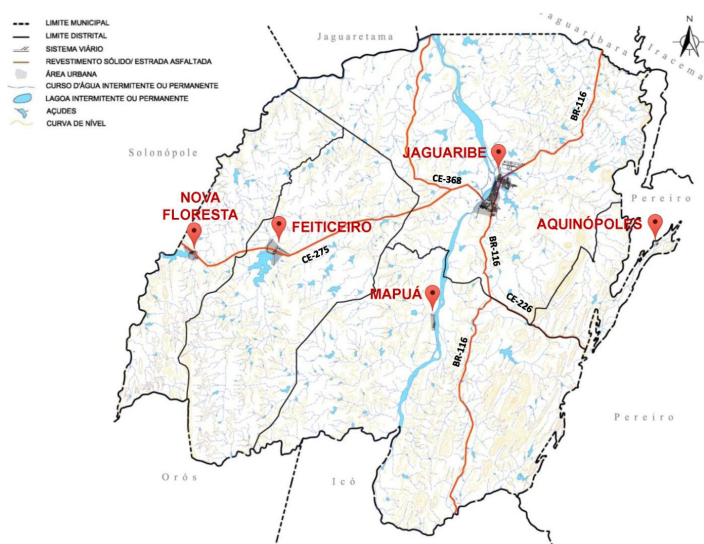 LIMITE MUNICIPAL
LIMITE DISTRITAL
SISTEMA VIÁRIO
REVESTIMENTO SÓLIDO/ ESTRADA ASFALTADA
ÁREA URBANA
CURSO D'ÁGUA INTERMITENTE OU PERMANENTE
LAGOA INTERMITENTE OU PERMANENTE
AÇUDES
CURVA DE NÍVEL
Jaguaretama
Jaguaribara
Iracema
N
BR-116
Solonópole
JAGUARIBE
CE-368
Pereiro
NOVA
FLORESTA
FEITICEIRO
AQUINÓPOLES
CE-275
BR-116
MAPUÁ
CE-226
BR-116
Pereiro
Orós
Icó